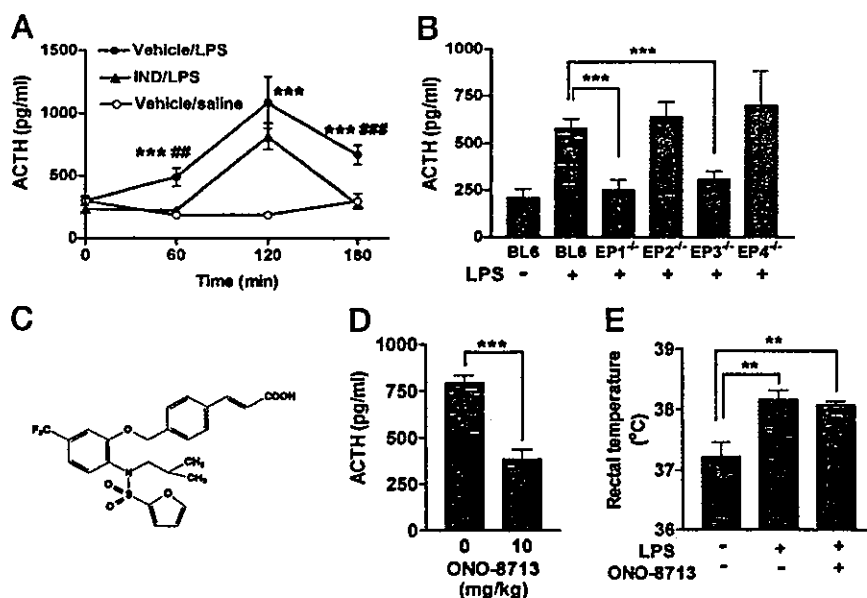 A
1500
1000
500
0
ACTH (pg/ml)
Vehicle/LPS
IND/LPS
Vehicle/saline
*** ##
***
*** ###
0 60 120 180
Time (min)
B
1000
750
500
250
0
ACTH (pg/ml)
***
***
BL6 BL6 EP1-/- EP2-/- EP3-/- EP4-/-
LPS - + + + + +
C
F3C
O
COOH
N
CH3
CH3
O
S
O
O
D
1000
750
500
250
0
ACTH (pg/ml)
***
0 10
ONO-8713
(mg/kg)
E
39
38
37
36
Rectal temperature
(°C)
**
**
LPS - + +
ONO-8713 - - +